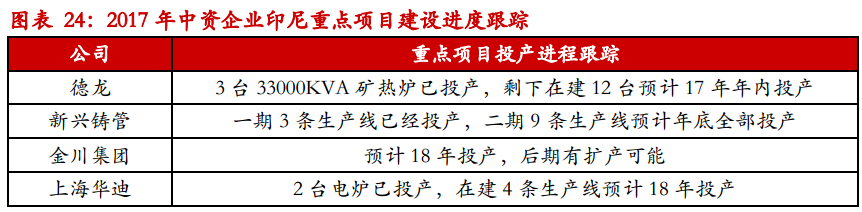 图表 24：2017 年中资企业印尼重点项目建设进度跟踪
公司 重点项目投产进程跟踪
德龙 3 台 33000KVA 矿热炉已投产，剩下在建 12 台预计 17 年年内投产
新兴铸管 一期 3 条生产线已经投产，二期 9 条生产线预计年底全部投产
金川集团 预计 18 年投产，后期有扩产可能
上海华迪 2 台电炉已投产，在建 4 条生产线预计 18 年投产